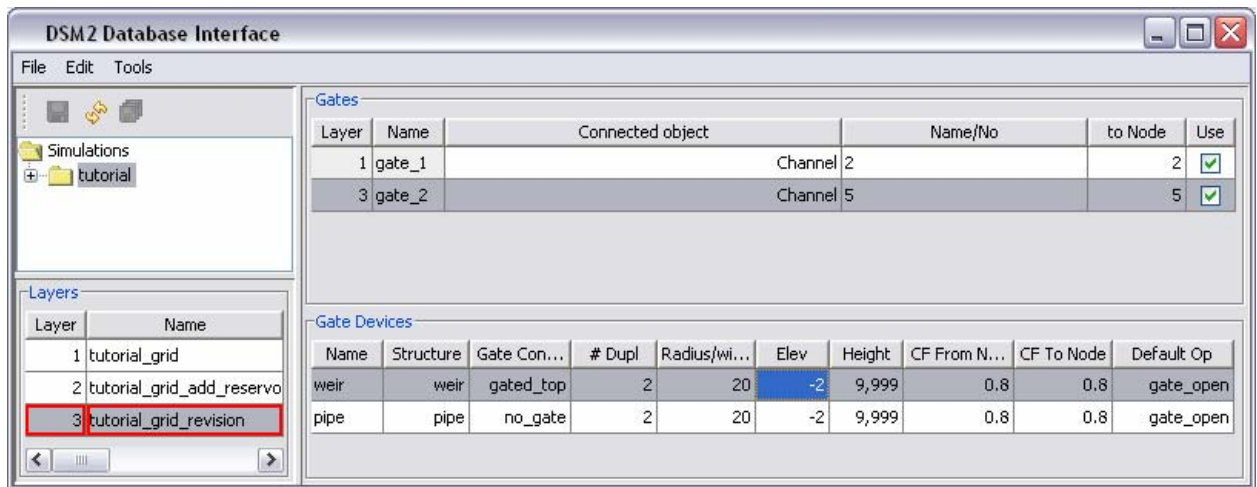 DSM2 Database Interface
File Edit Tools
Simulations
tutorial
Gates
Layer Name Connected object Name/No to Node Use
1 gate_1 Channel 2 2
3 gate_2 Channel 5 5
Layers
Layer Name
1 tutorial_grid
2 tutorial_grid_add_reservo
3 tutorial_grid_revision
Gate Devices
Name Structure Gate Con... # Dupl Radius/wi... Elev Height CF From N... CF To Node Default Op
weir weir gated_top 2 20 -2 9,999 0.8 0.8 gate_open
pipe pipe no_gate 2 20 -2 9,999 0.8 0.8 gate_open